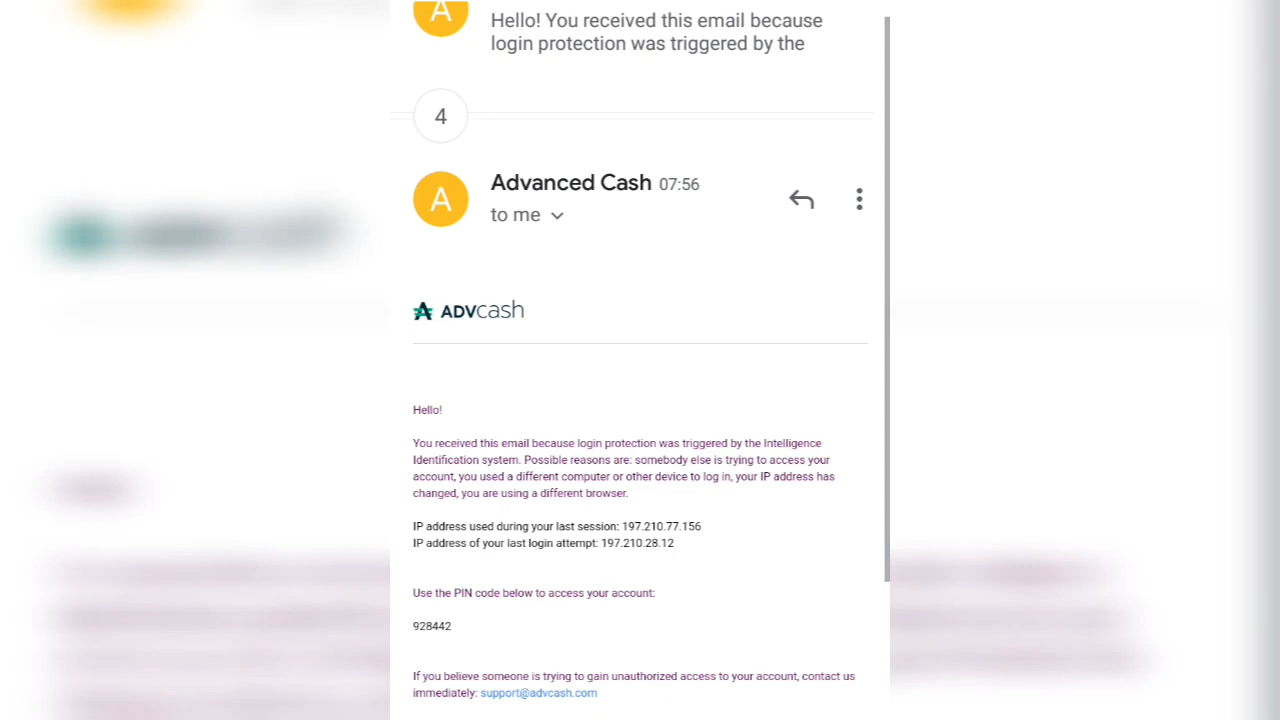 A
Hello! You received this email because
login protection was triggered by the
4
A
Advanced Cash 07:56
to me
ADVcash
Hello!
You received this email because login protection was triggered by the Intelligence
Identification system. Possible reasons are: somebody else is trying to access your
account, you used a different computer or other device to log in, your IP address has
changed, you are using a different browser.
IP address used during your last session: 197.210.77.156
IP address of your last login attempt: 197.210.28.12
Use the PIN code below to access your account:
928442
If you believe someone is trying to gain unauthorized access to your account, contact us
immediately: support@advcash.com